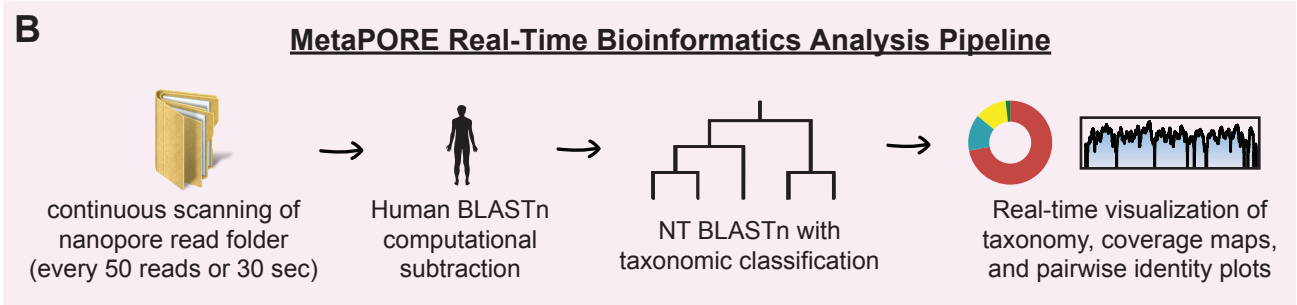 B
MetaPORE Real-Time Bioinformatics Analysis Pipeline
continuous scanning of
nanopore read folder
(every 50 reads or 30 sec)
Human BLASTn
computational
subtraction
NT BLASTn with
taxonomic classification
Real-time visualization of
taxonomy, coverage maps,
and pairwise identity plots